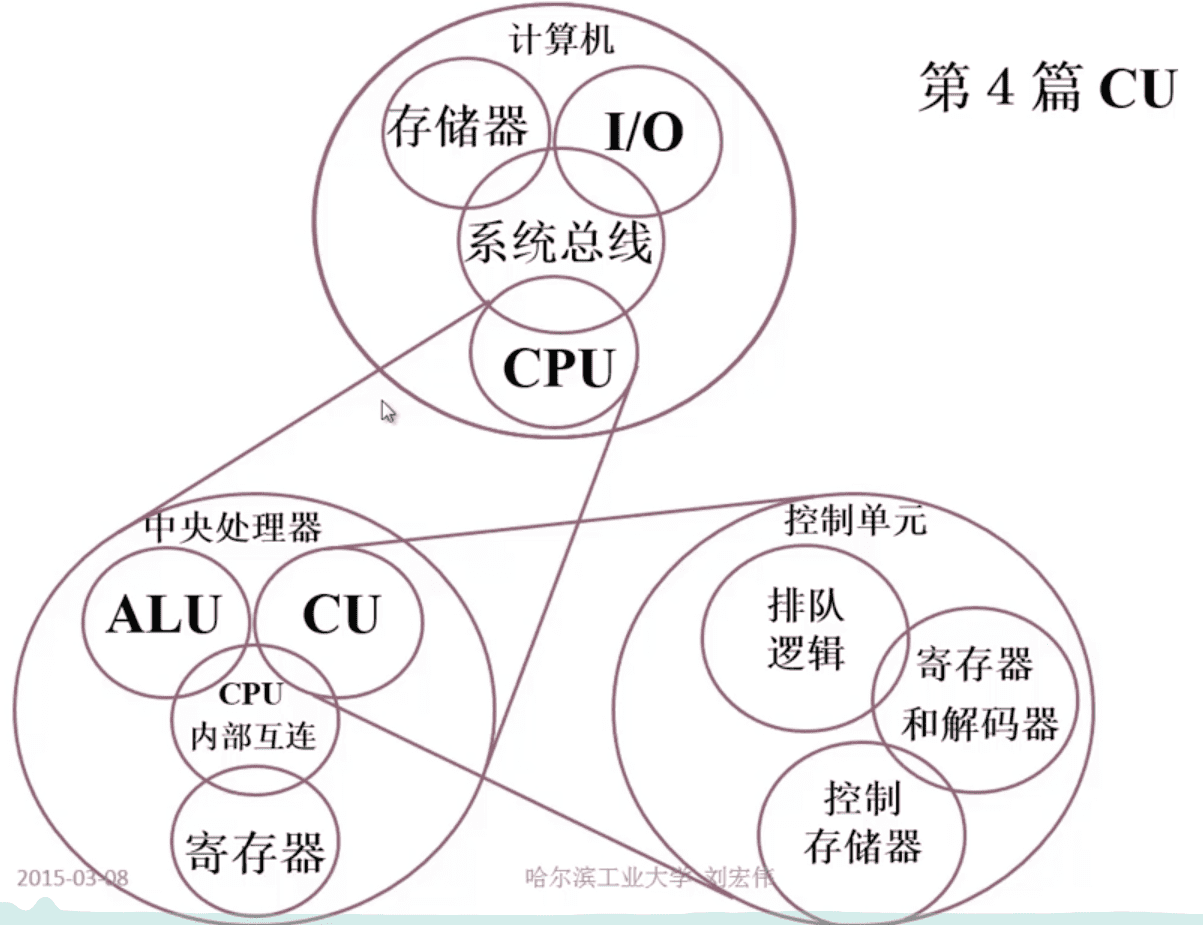 计算机
第 4 篇 CU
存储器
I/O
系统总线
CPU
中央处理器
ALU
CU
CPU
内部互连
寄存器
控制单元
排队
逻辑
寄存器
和解码器
控制
存储器
2015-03-08
哈尔滨工业大学 刘宏伟